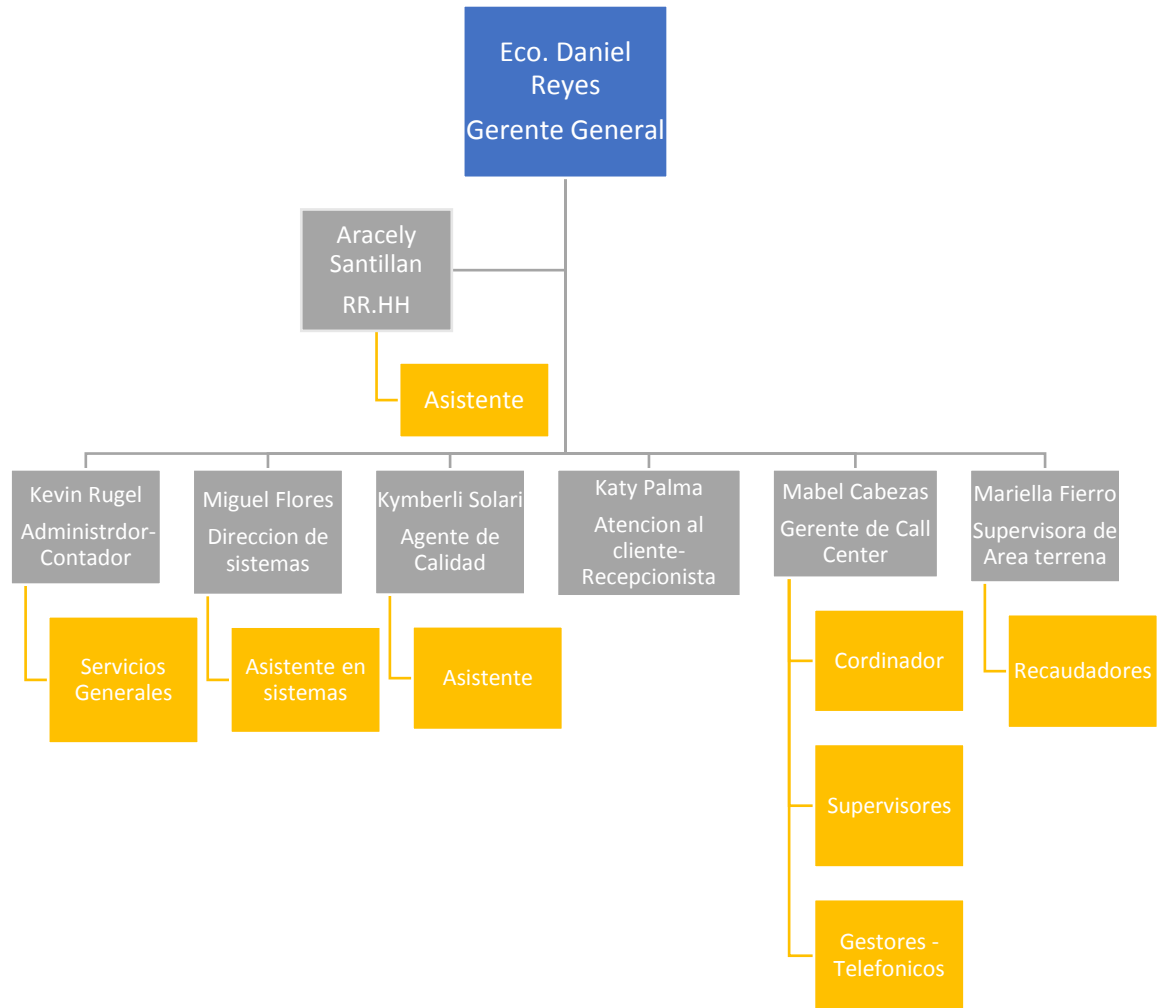 Eco. Daniel
Reyes
Gerente General
Aracely
Santillan
RR.HH
Asistente
Kevin Rugel
Administrdor-
Contador
Miguel Flores
Direccion de
sistemas
Kymberli Solari
Agente de
Calidad
Katy Palma
Atencion al
cliente-
Recepcionista
Mabel Cabezas
Gerente de Call
Center
Mariella Fierro
Supervisora de
Area terrena
Servicios
Generales
Asistente en
sistemas
Asistente
Cordinador
Recaudadores
Supervisores
Gestores -
Telefonicos